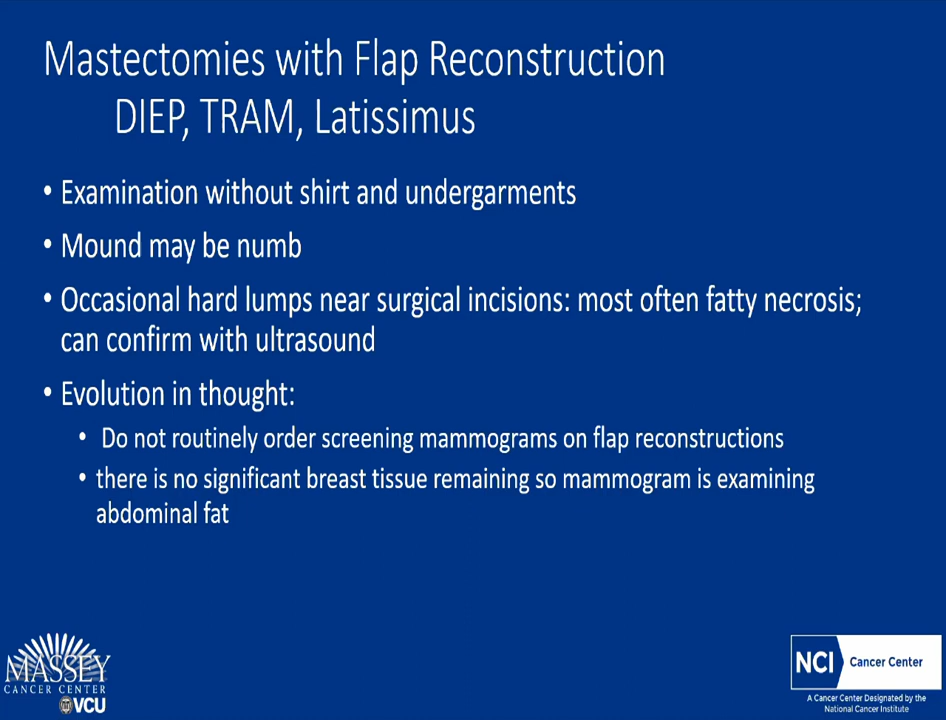 Mastectomies with Flap Reconstruction
DIEP, TRAM, Latissimus
• Examination without shirt and undergarments
• Mound may be numb
• Occasional hard lumps near surgical incisions: most often fatty necrosis;
can confirm with ultrasound
• Evolution in thought:
• Do not routinely order screening mammograms on flap reconstructions
• there is no significant breast tissue remaining so mammogram is examining
abdominal fat
MASSEY
CANCER CENTER
VCU
NCI Cancer Center
A Cancer Center Designated by the
National Cancer Institute